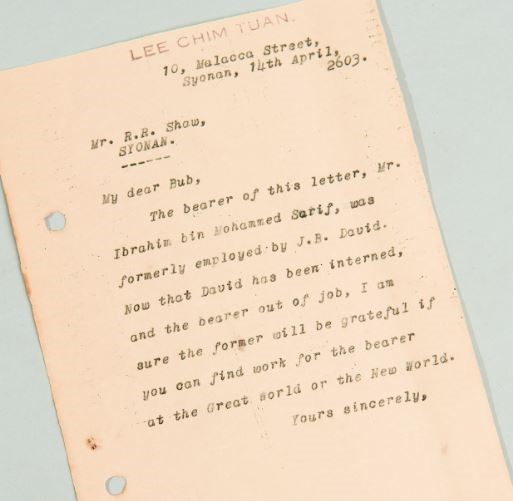 LEE CHIM TUAN.
10, Malacca Street,
Syonan, 14th April,
2603.
Mr. R.R. Shaw,
SYONAN.
------
My dear Bub,
The bearer of this letter, Mr.
Ibrahim bin Mohammed Sarif, was
formerly employed by J.B. David.
Now that David has been interned,
and the bearer out of job, I am
sure the former will be grateful if
you can find work for the bearer
at the Great World or the New World.
Yours sincerely,